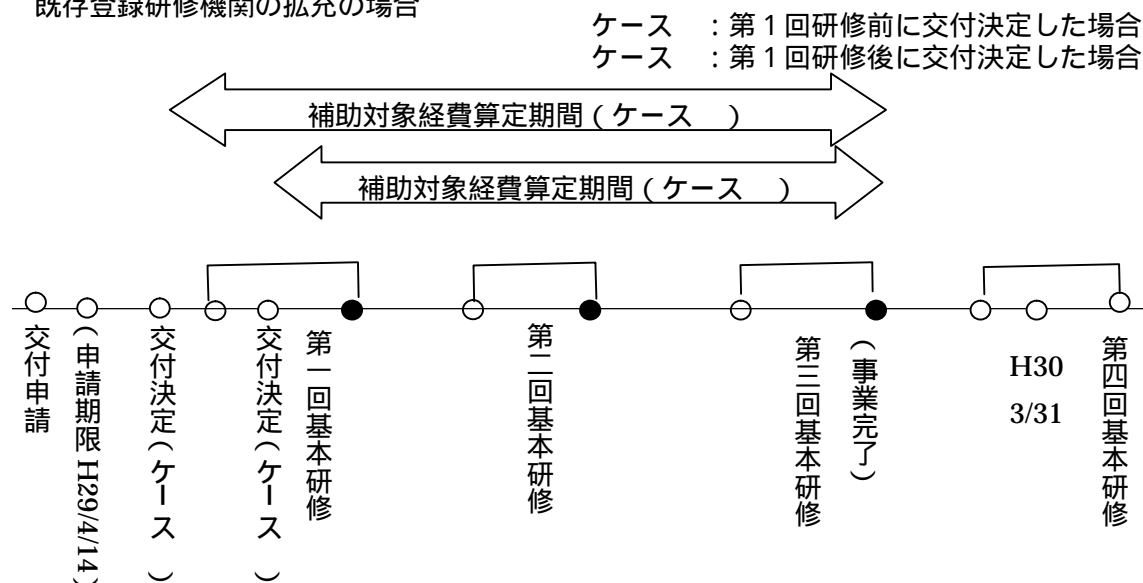 既存登録研修機関の拡充の場合
ケース　：第１回研修前に交付決定した場合
ケース　：第１回研修後に交付決定した場合
補助対象経費算定期間（ケース　）
補助対象経費算定期間（ケース　）
交付申請
（申請期限 H29/4/14）
交付決定（ケース　）
交付決定（ケース　）
第一回基本研修
第二回基本研修
第三回基本研修
（事業完了）
H30
3/31
第四回基本研修